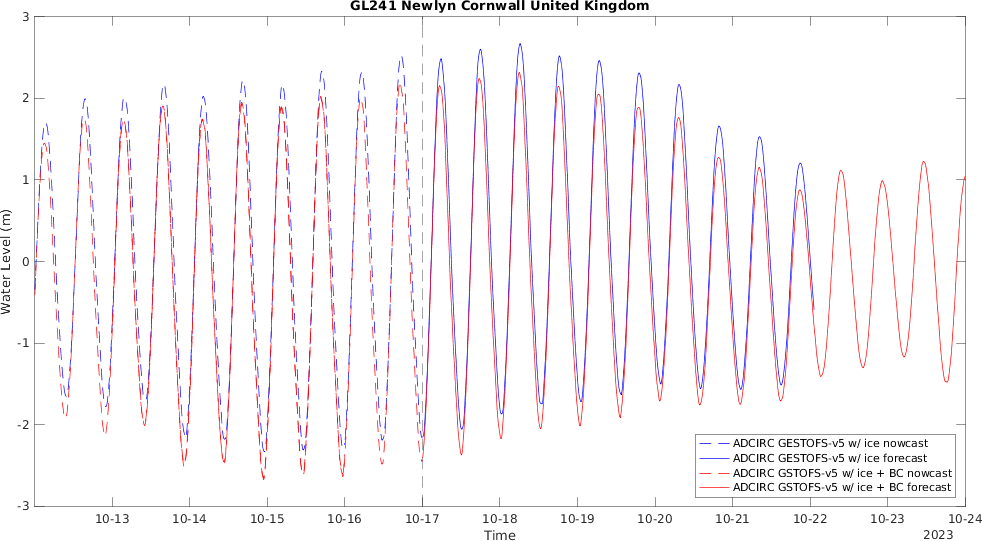 GL241 Newlyn Cornwall United Kingdom
3
2
1
0
-1
-2
-3
Water Level (m)
ADCIRC GESTOFS-v5 w/ ice nowcast
ADCIRC GESTOFS-v5 w/ ice forecast
ADCIRC GSTOFS-v5 w/ ice + BC nowcast
ADCIRC GSTOFS-v5 w/ ice + BC forecast
10-13 10-14 10-15 10-16 10-17 10-18 10-19 10-20 10-21 10-22 10-23 10-24
Time 2023